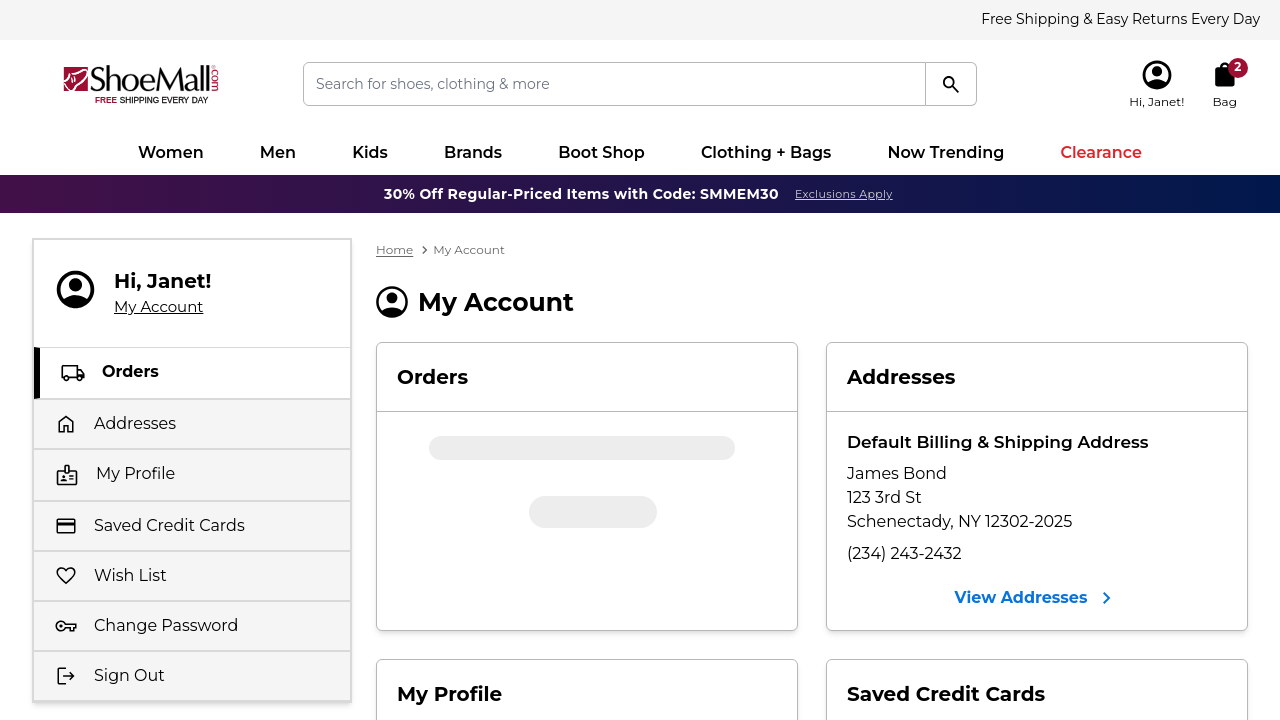 Free Shipping & Easy Returns Every Day
ShoeMall.com
FREE SHIPPING EVERY DAY
Search for shoes, clothing & more
Hi, Janet!
2
Bag
Women
Men
Kids
Brands
Boot Shop
Clothing + Bags
Now Trending
Clearance
30% Off Regular-Priced Items with Code: SMMEM30
Exclusions Apply
Hi, Janet!
My Account
Orders
Addresses
My Profile
Saved Credit Cards
Wish List
Change Password
Sign Out
Home
My Account
My Account
Orders
Addresses
Default Billing & Shipping Address
James Bond
123 3rd St
Schenectady, NY 12302-2025
(234) 243-2432
View Addresses
My Profile
Saved Credit Cards